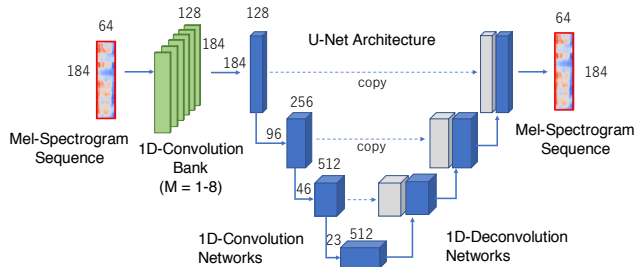 64
184
Mel-Spectrogram
Sequence
128
184
1D-Convolution
Bank
(M = 1-8)
128
184
U-Net Architecture
copy
256
96
copy
512
46
23
512
1D-Convolution
Networks
1D-Deconvolution
Networks
64
184
Mel-Spectrogram
Sequence